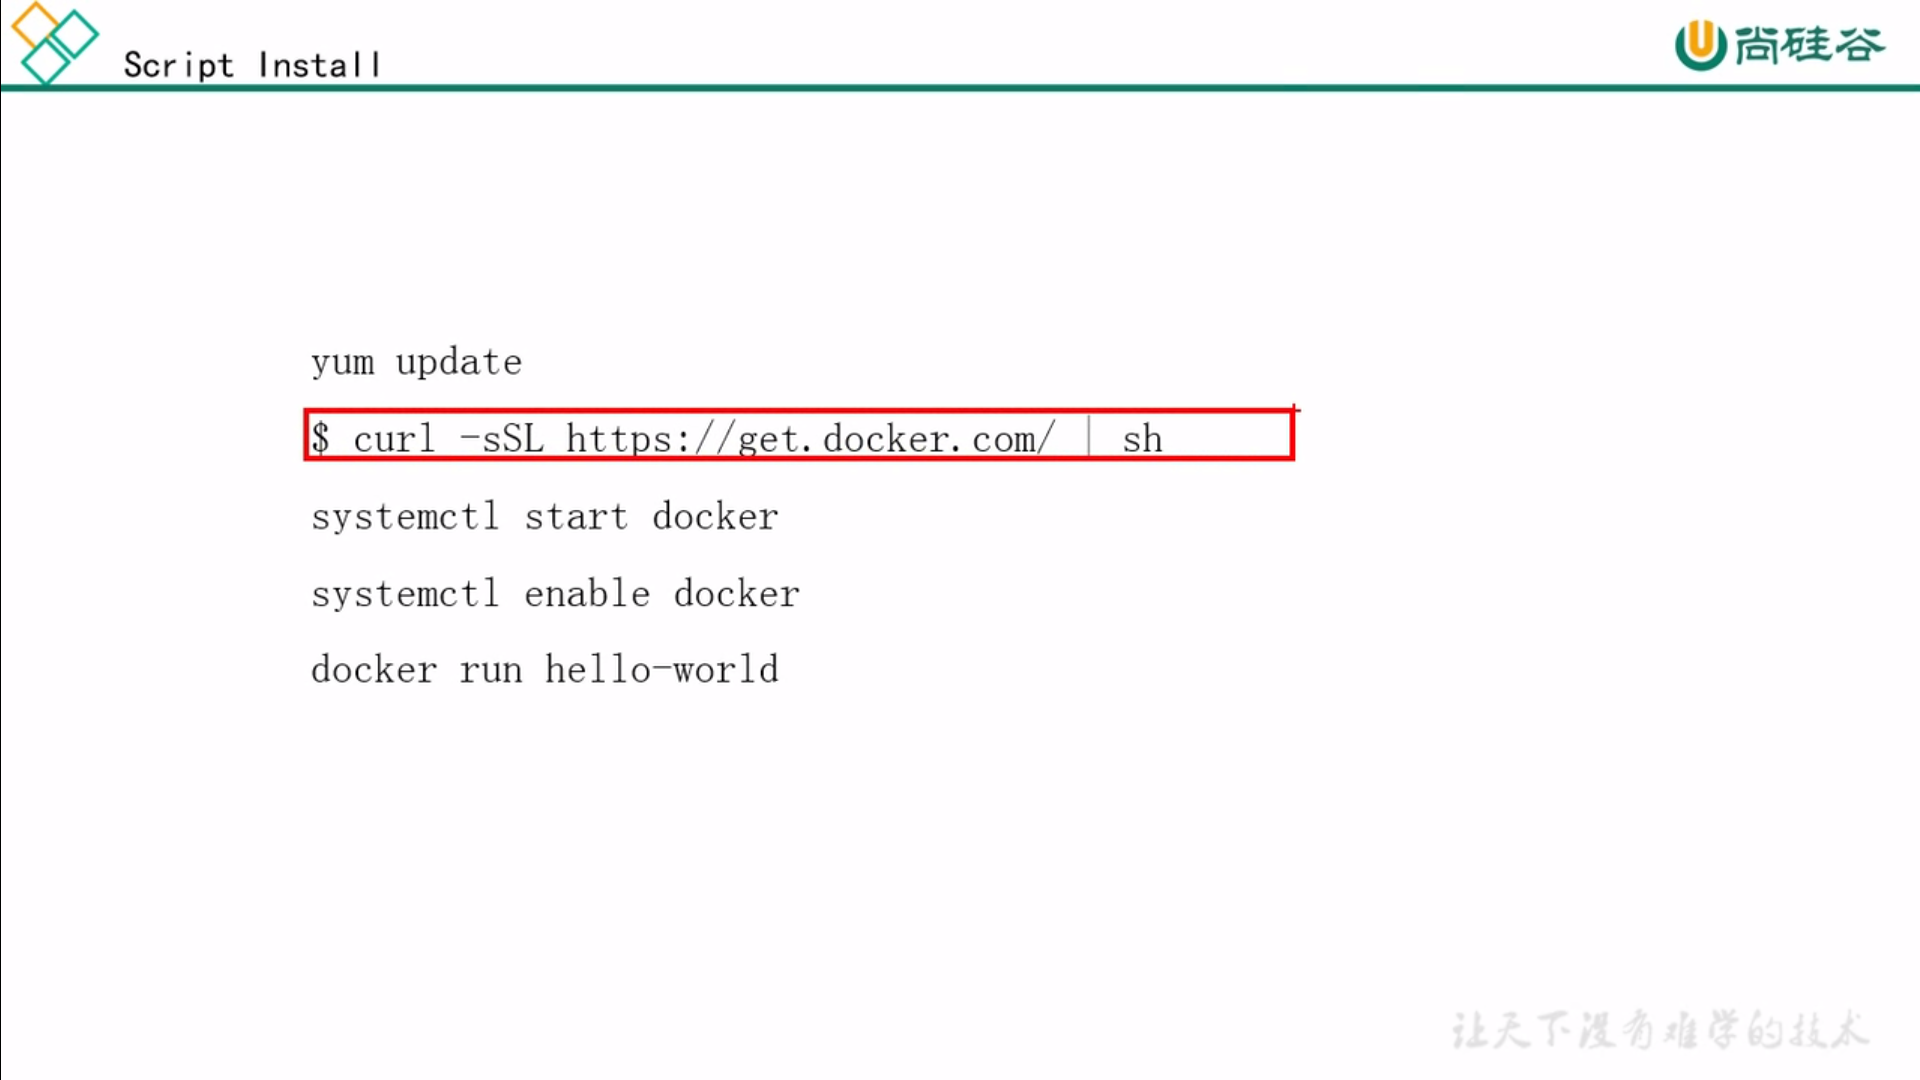 Script Install
尚硅谷
yum update
$ curl -sSL https://get.docker.com/ | sh
systemctl start docker
systemctl enable docker
docker run hello-world
让天下没有难学的技术